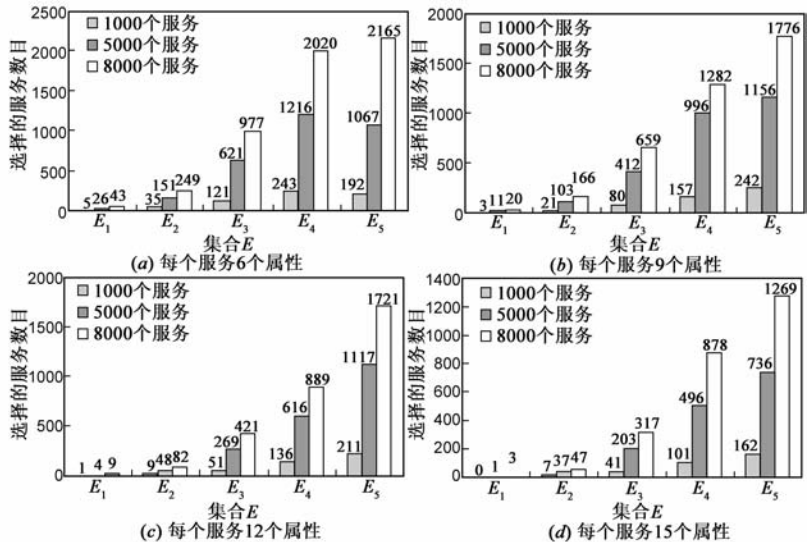 1000个服务
5000个服务
8000个服务
选择的服务数目
2500
2000
1500
1000
500
0
5 26 43
35 151 249
121 621 977
243 1216 2020
192 1067 2165
E1 E2 E3 E4 E5
集合E
(a) 每个服务6个属性
1000个服务
5000个服务
8000个服务
选择的服务数目
2000
1500
1000
500
0
3 11 20
21 103 166
80 412 659
157 996 1282
242 1156 1776
E1 E2 E3 E4 E5
集合E
(b) 每个服务9个属性
1000个服务
5000个服务
8000个服务
选择的服务数目
2000
1500
1000
500
0
1 4 9
9 48 82
51 269 421
136 616 889
211 1117 1721
E1 E2 E3 E4 E5
集合E
(c) 每个服务12个属性
1000个服务
5000个服务
8000个服务
选择的服务数目
1400
1200
1000
800
600
400
200
0
0 1 3
7 37 47
41 203 317
101 496 878
162 736 1269
E1 E2 E3 E4 E5
集合E
(d) 每个服务15个属性